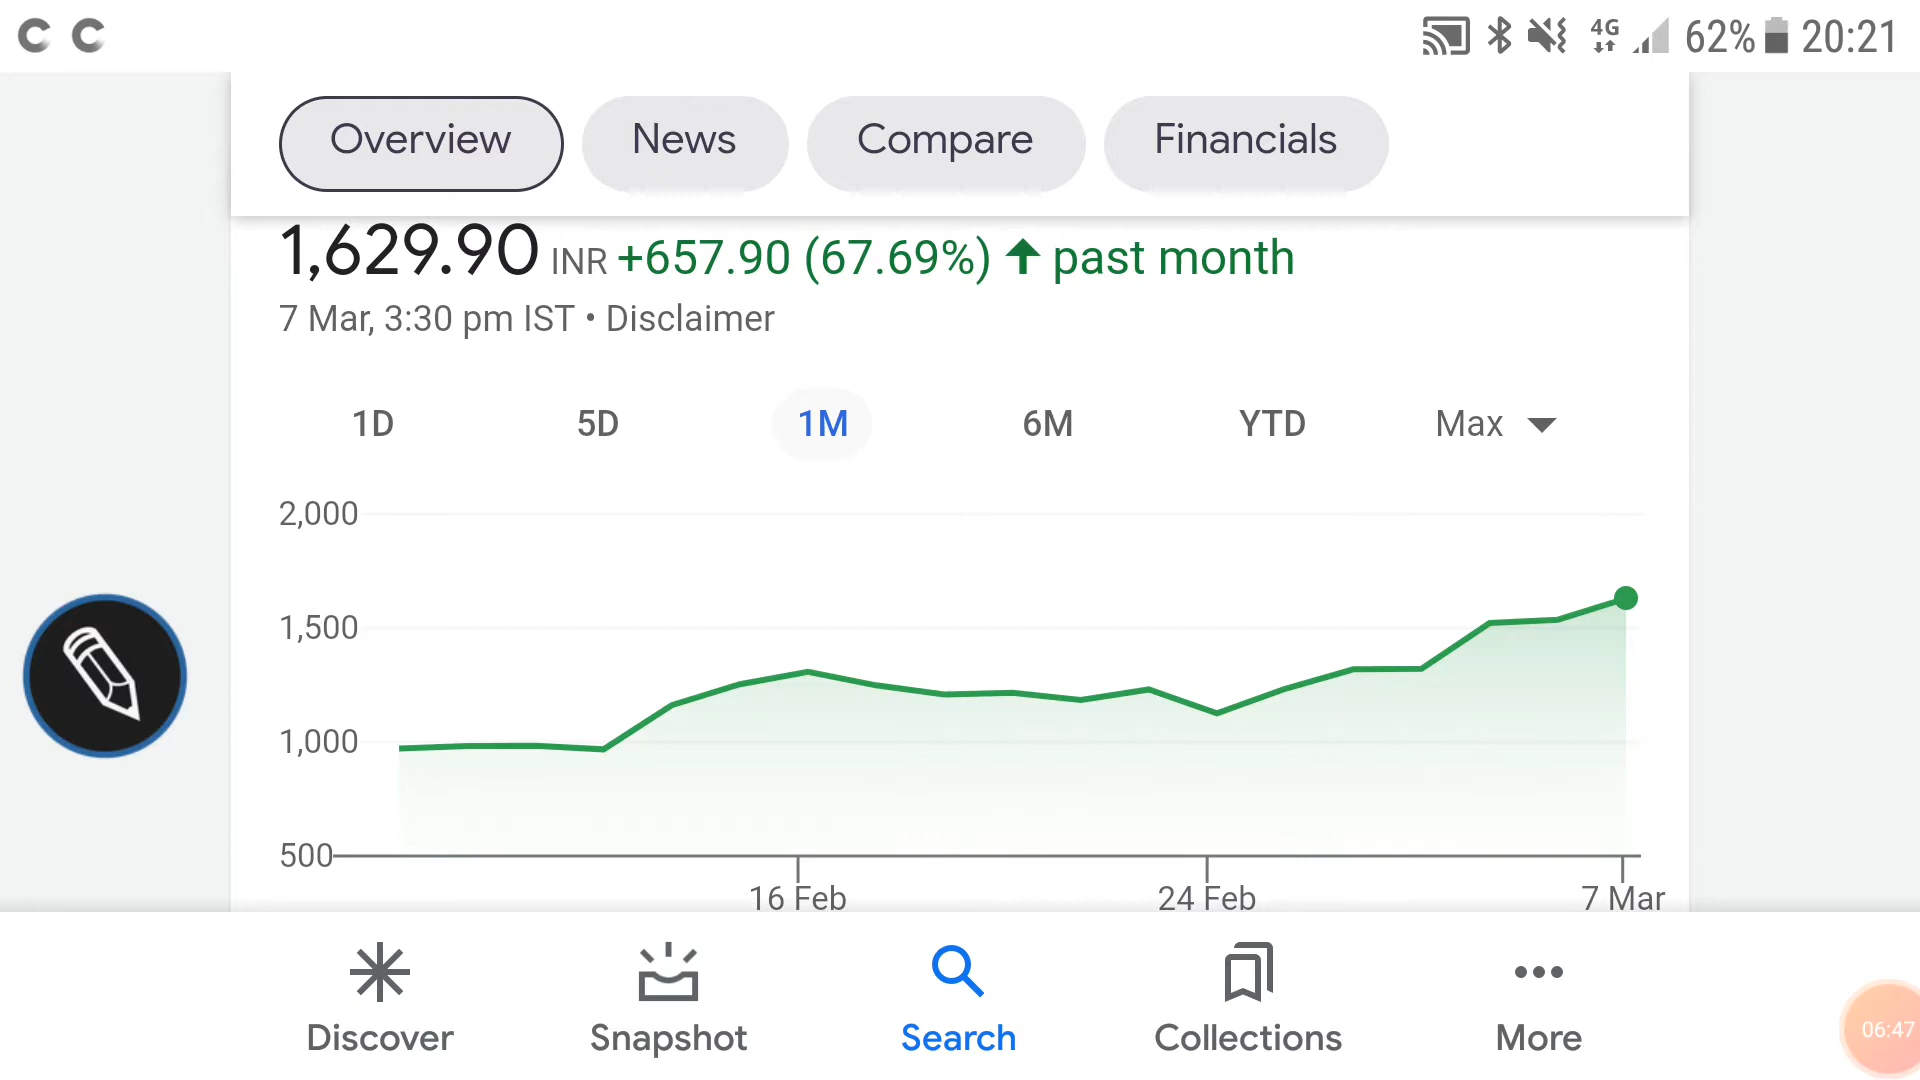 C C 4G 62% 20:21
Overview News Compare Financials
1,629.90 INR +657.90 (67.69%) ↑ past month
7 Mar, 3:30 pm IST • Disclaimer
1D 5D 1M 6M YTD Max
2,000
1,500
1,000
500
16 Feb 24 Feb 7 Mar
Discover Snapshot Search Collections More
06:47